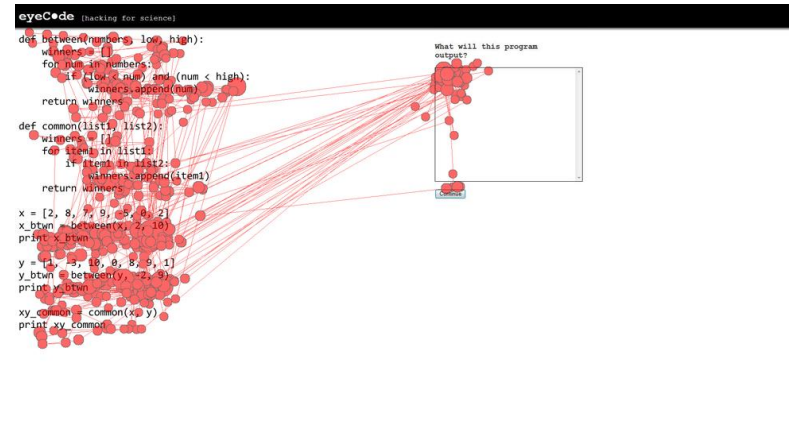 eyeCode [hacking for science]
def between(numbers, low, high):
winners = []
for num in numbers:
if (low < num) and (num < high):
winners.append(num)
return winners
def common(list1, list2):
winners = []
for item1 in list1:
if item1 in list2:
winners.append(item1)
return winners
x = [2, 8, 7, 9, -5, 0, 2]
x_btwn = between(x, 2, 10)
print x_btwn
y = [1, -3, 10, 0, 8, 9, 1]
y_btwn = between(y, -2, 9)
print y_btwn
xy_common = common(x, y)
print xy_common
What will this program
output?